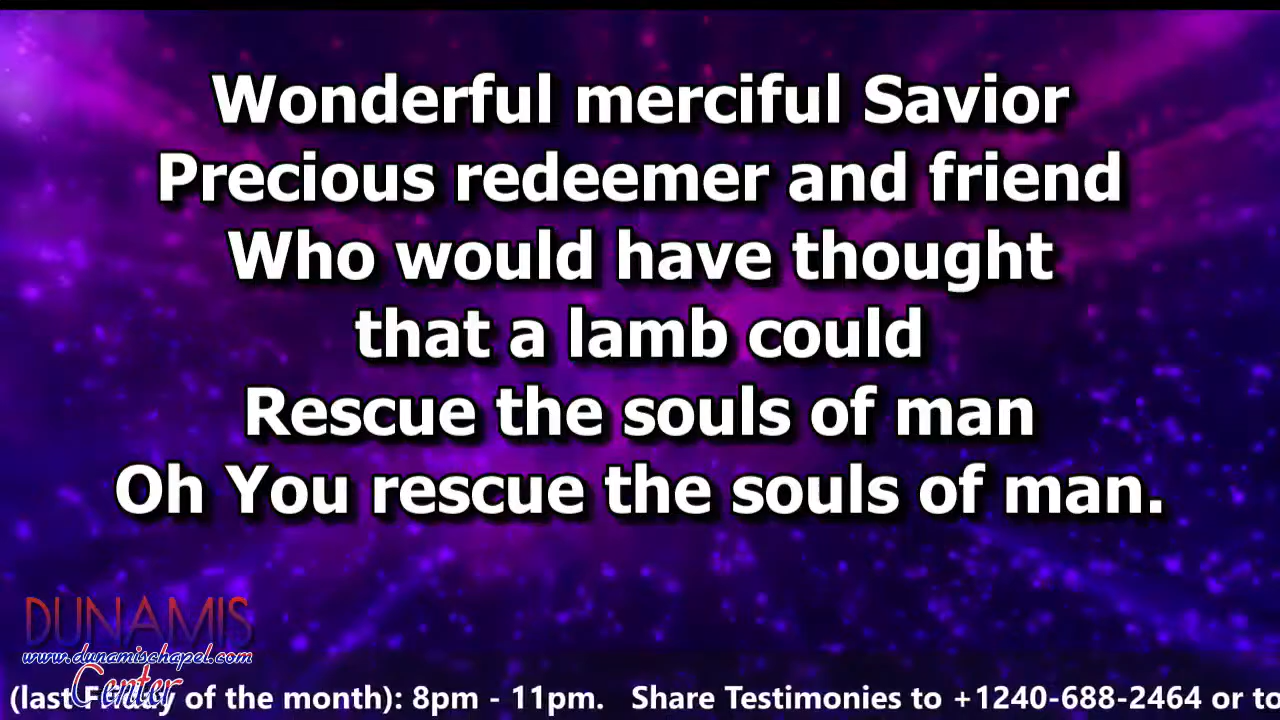 Wonderful merciful Savior
Precious redeemer and friend
Who would have thought
that a lamb could
Rescue the souls of man
Oh You rescue the souls of man.
DUNAMIS
www.dunamischapel.com
Center
(last Friday of the month): 8pm - 11pm. Share Testimonies to +1240-688-2464 or to